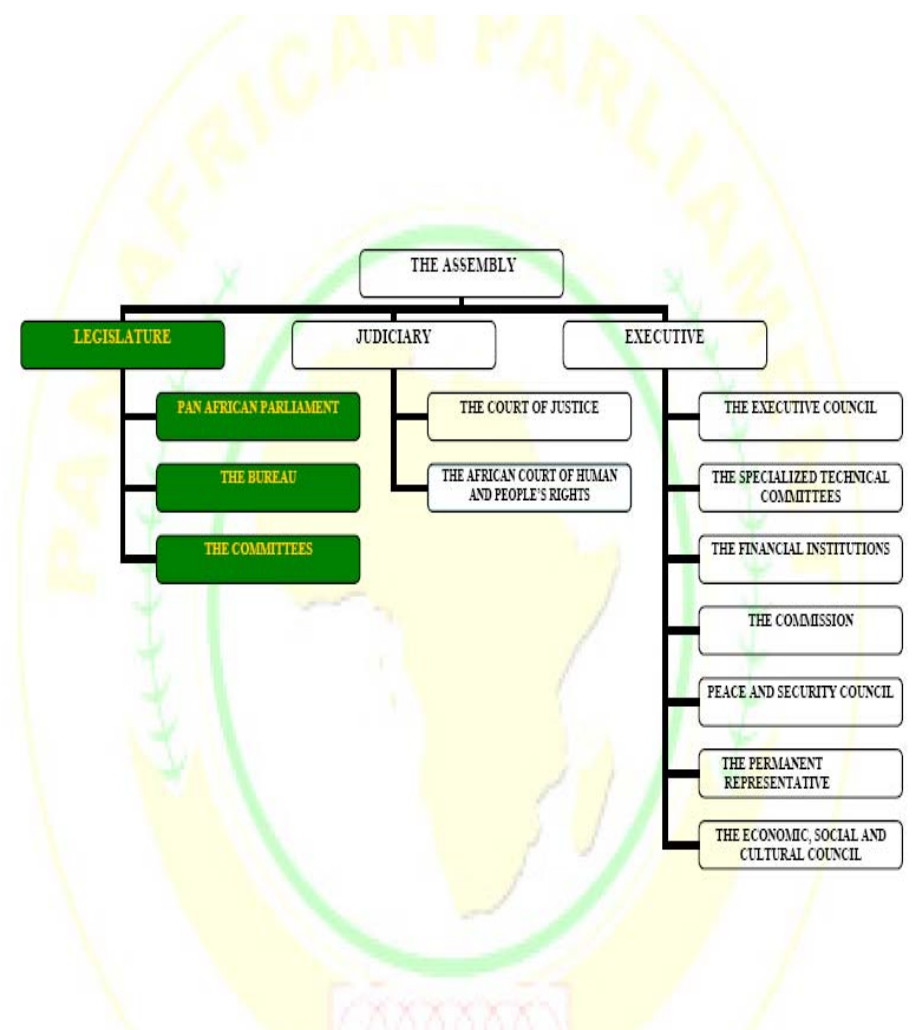 PAN AFRICAN PARLIAMENT
THE ASSEMBLY
LEGISLATURE
JUDICIARY
EXECUTIVE
PAN AFRICAN PARLIAMENT
THE BUREAU
THE COMMITTEES
THE COURT OF JUSTICE
THE AFRICAN COURT OF HUMAN
AND PEOPLE'S RIGHTS
THE EXECUTIVE COUNCIL
THE SPECIALIZED TECHNICAL
COMMITTEES
THE FINANCIAL INSTITUTIONS
THE COMMISSION
PEACE AND SECURITY COUNCIL
THE PERMANENT
REPRESENTATIVE
THE ECONOMIC, SOCIAL AND
CULTURAL COUNCIL